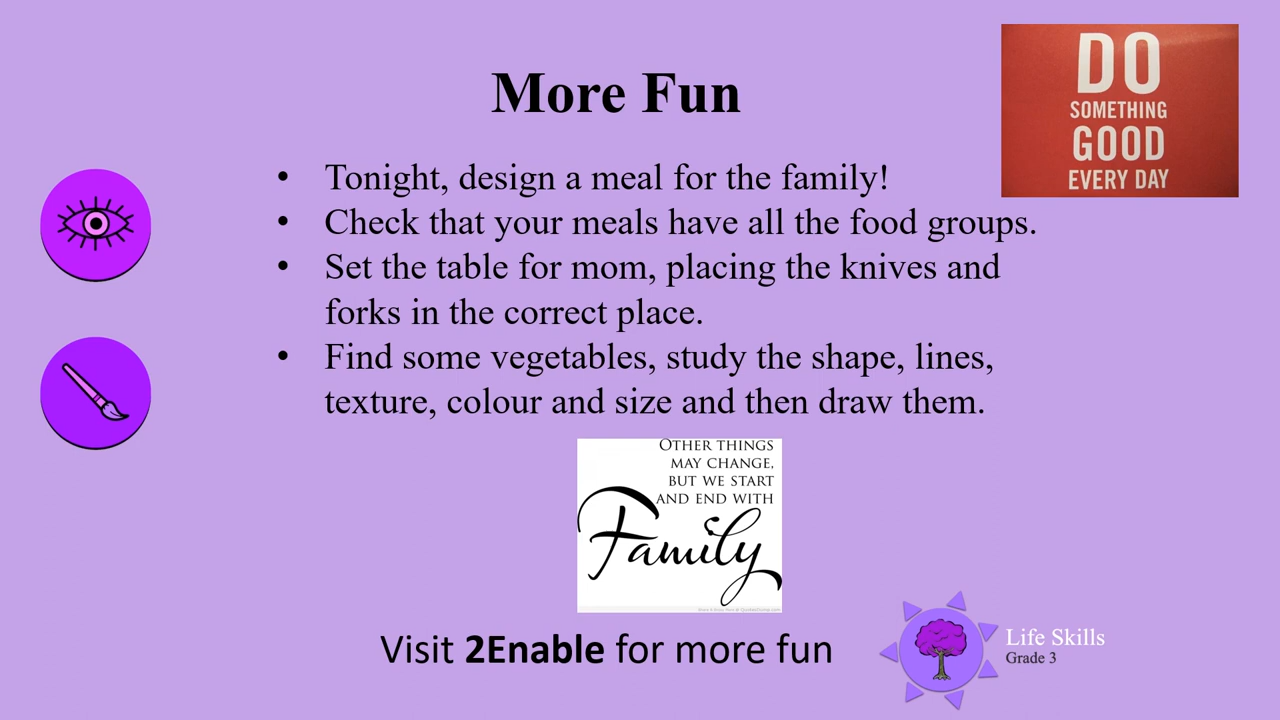 More Fun
DO
SOMETHING
GOOD
EVERY DAY
• Tonight, design a meal for the family!
• Check that your meals have all the food groups.
• Set the table for mom, placing the knives and
forks in the correct place.
• Find some vegetables, study the shape, lines,
texture, colour and size and then draw them.
OTHER THINGS
MAY CHANGE,
BUT WE START
AND END WITH
Family
Visit 2Enable for more fun
Life Skills
Grade 3